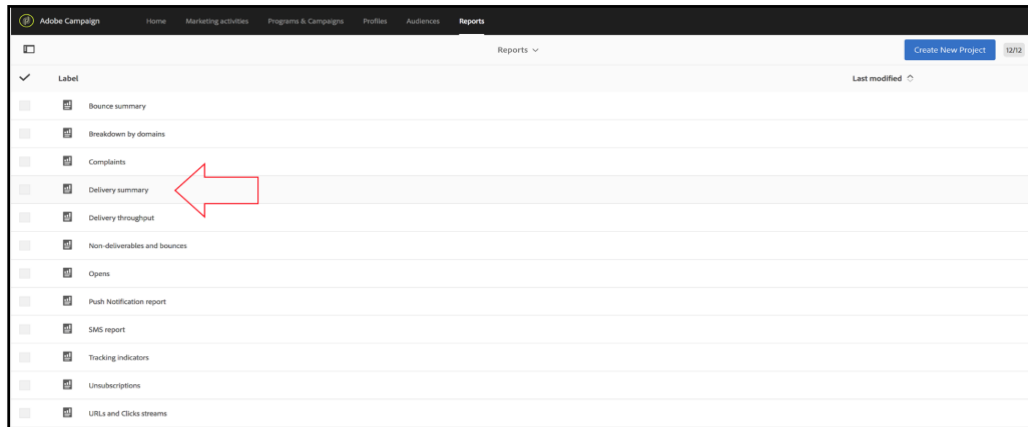 Adobe Campaign Home Marketing activities Programs & Campaigns Profiles Audiences Reports
Reports Create New Project 12/12
Label Last modified
Bounce summary
Breakdown by domains
Complaints
Delivery summary
Delivery throughput
Non-deliverables and bounces
Opens
Push Notification report
SMS report
Tracking indicators
Unsubscriptions
URLs and Clicks streams